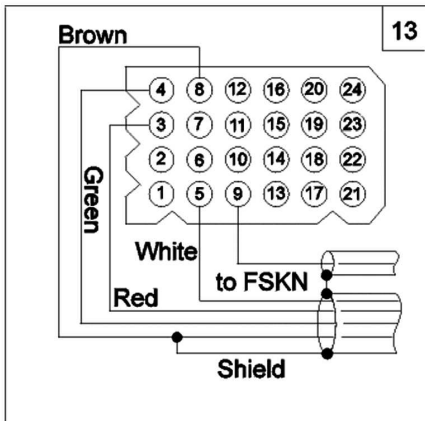 13
Brown
4 8 12 16 20 24
3 7 11 15 19 23
2 6 10 14 18 22
1 5 9 13 17 21
Green
White
to FSKN
Red
Shield